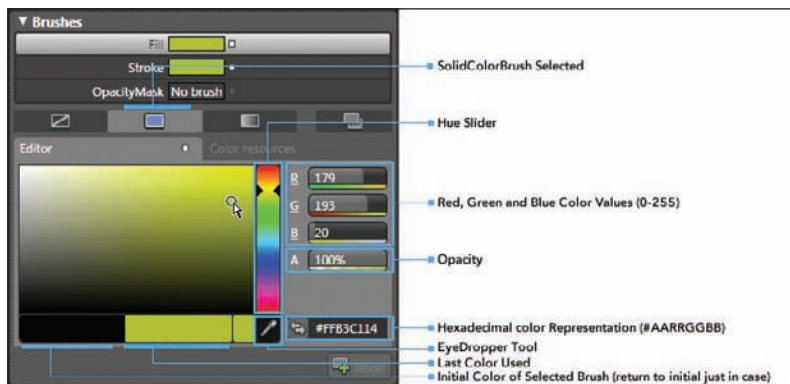 ▼ Brushes
Fill
Stroke
OpacityMask No brush
Editor
Color resources
R 179
G 193
B 20
A 100%
#FFB3C114
Brush
SolidColorBrush Selected
Hue Slider
Red, Green and Blue Color Values (0-255)
Opacity
Hexadecimal color Representation (#AARRGGBB)
EyeDropper Tool
Last Color Used
Initial Color of Selected Brush (return to initial just in case)